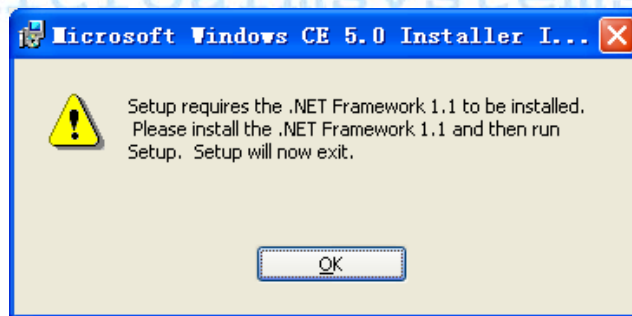 Microsoft Windows CE 5.0 Installer I...
Setup requires the .NET Framework 1.1 to be installed.
Please install the .NET Framework 1.1 and then run
Setup. Setup will now exit.
OK